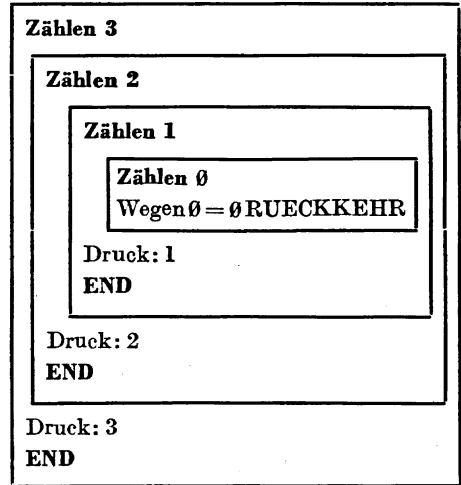 Zählen 3
Zählen 2
Zählen 1
Zählen Ø
Wegen Ø = Ø RUECKKEHR
Druck: 1
END
Druck: 2
END
Druck: 3
END